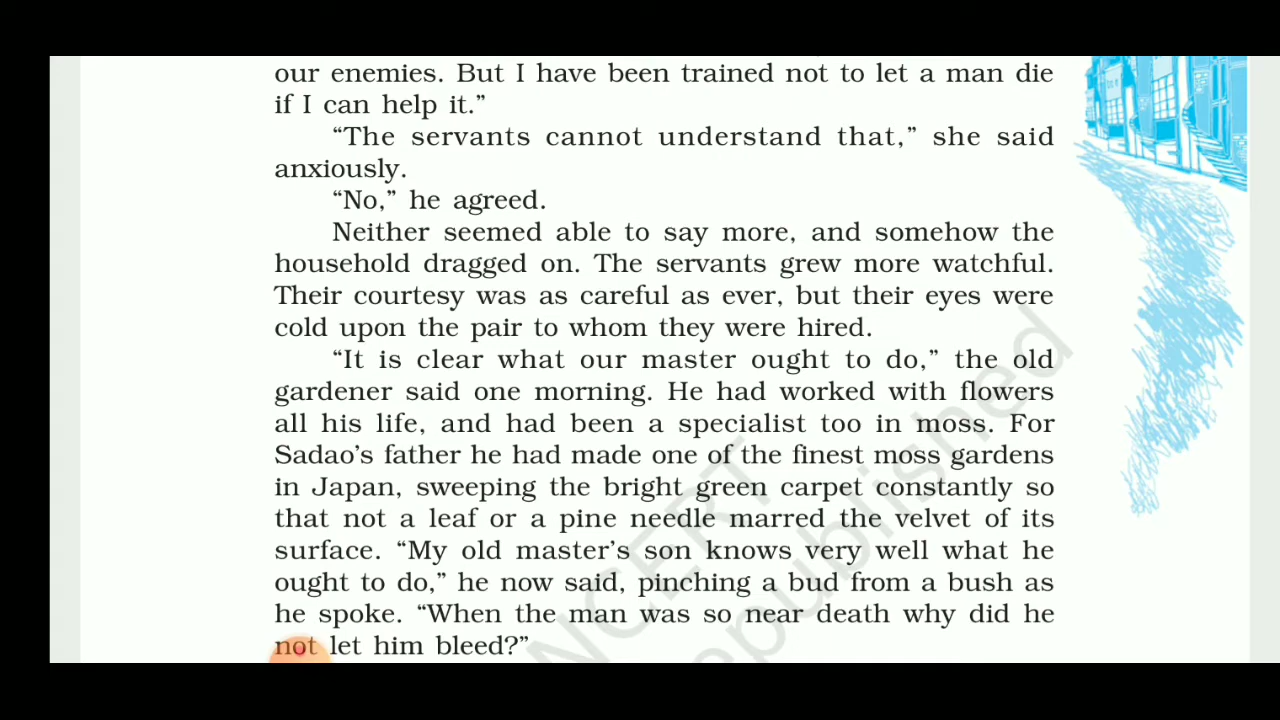 our enemies. But I have been trained not to let a man die
if I can help it.”
“The servants cannot understand that,” she said
anxiously.
“No,” he agreed.
Neither seemed able to say more, and somehow the
household dragged on. The servants grew more watchful.
Their courtesy was as careful as ever, but their eyes were
cold upon the pair to whom they were hired.
“It is clear what our master ought to do,” the old
gardener said one morning. He had worked with flowers
all his life, and had been a specialist too in moss. For
Sadao’s father he had made one of the finest moss gardens
in Japan, sweeping the bright green carpet constantly so
that not a leaf or a pine needle marred the velvet of its
surface. “My old master’s son knows very well what he
ought to do,” he now said, pinching a bud from a bush as
he spoke. “When the man was so near death why did he
not let him bleed?”
NCERT
republished